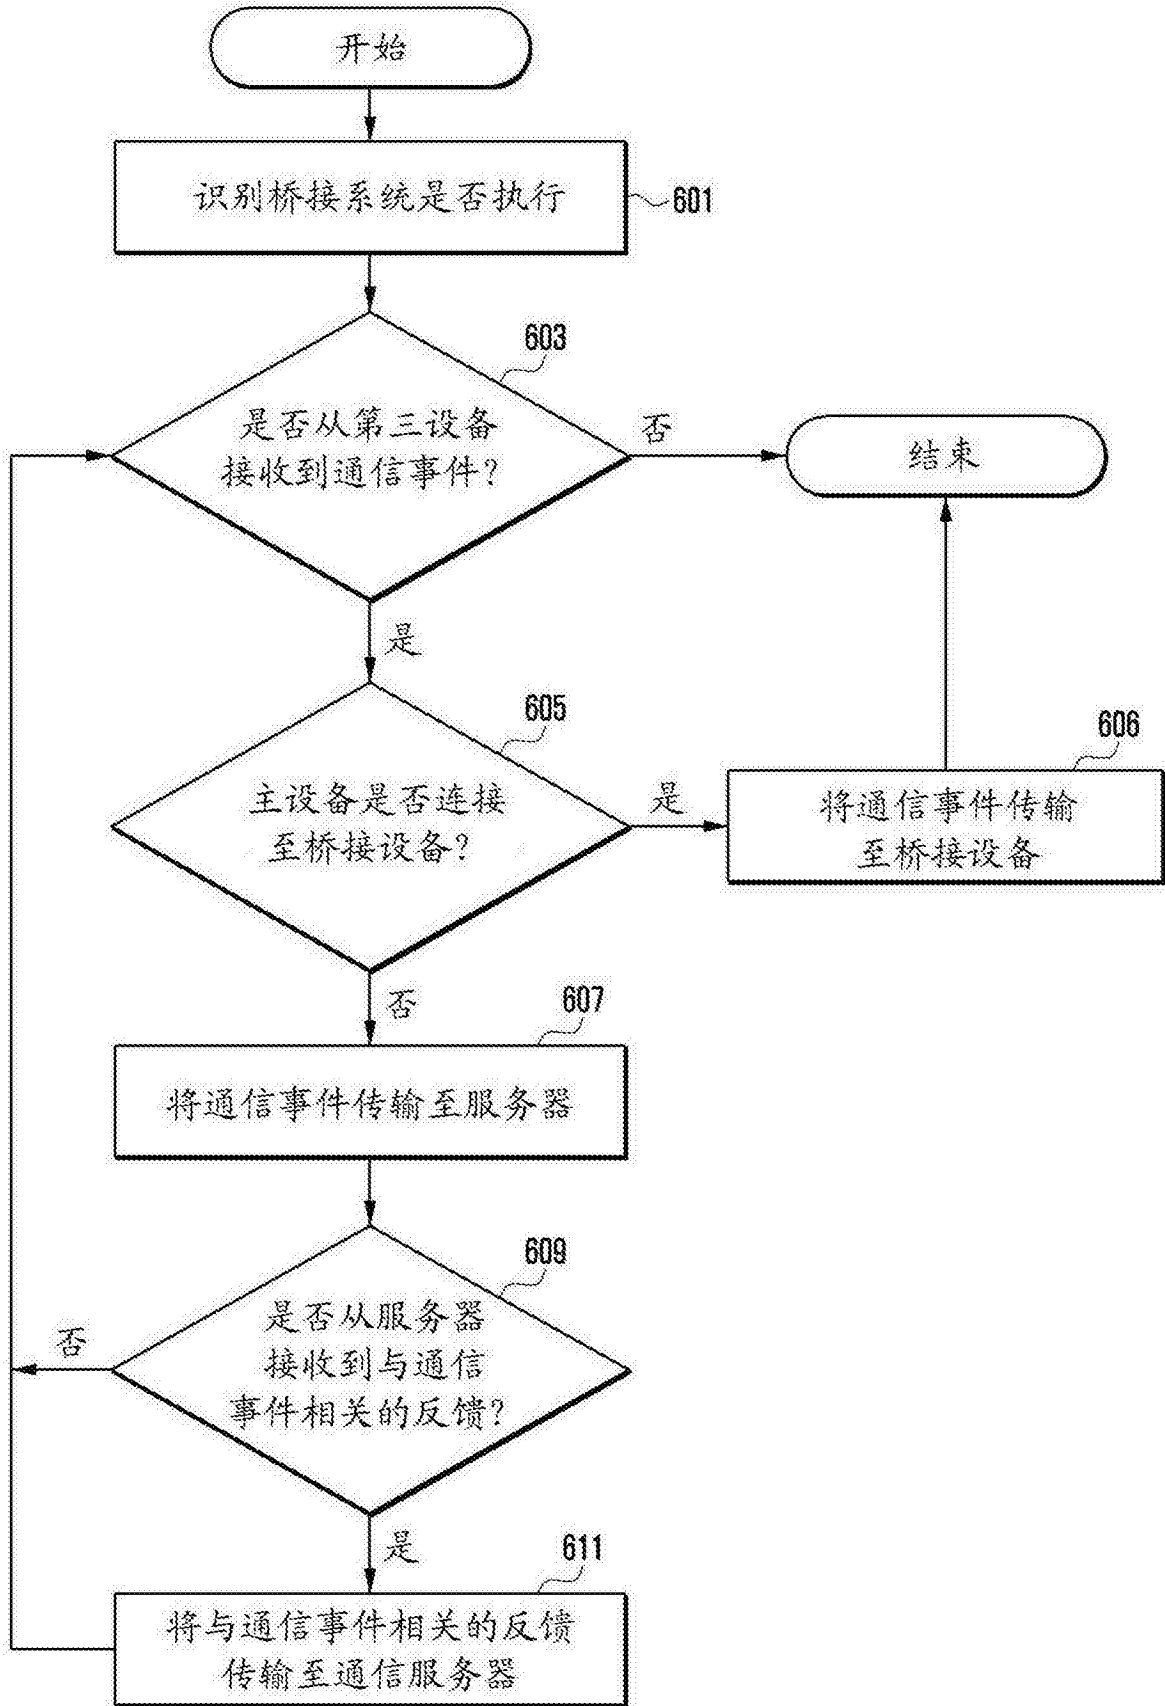 开始
识别桥接系统是否执行
601
603
是否从第三设备
接收到通信事件?
否
结束
是
605
606
主设备是否连接
至桥接设备?
是
将通信事件传输
至桥接设备
否
607
将通信事件传输至服务器
609
是否从服务器
接收到与通信
事件相关的反馈?
否
是
611
将与通信事件相关的反馈
传输至通信服务器